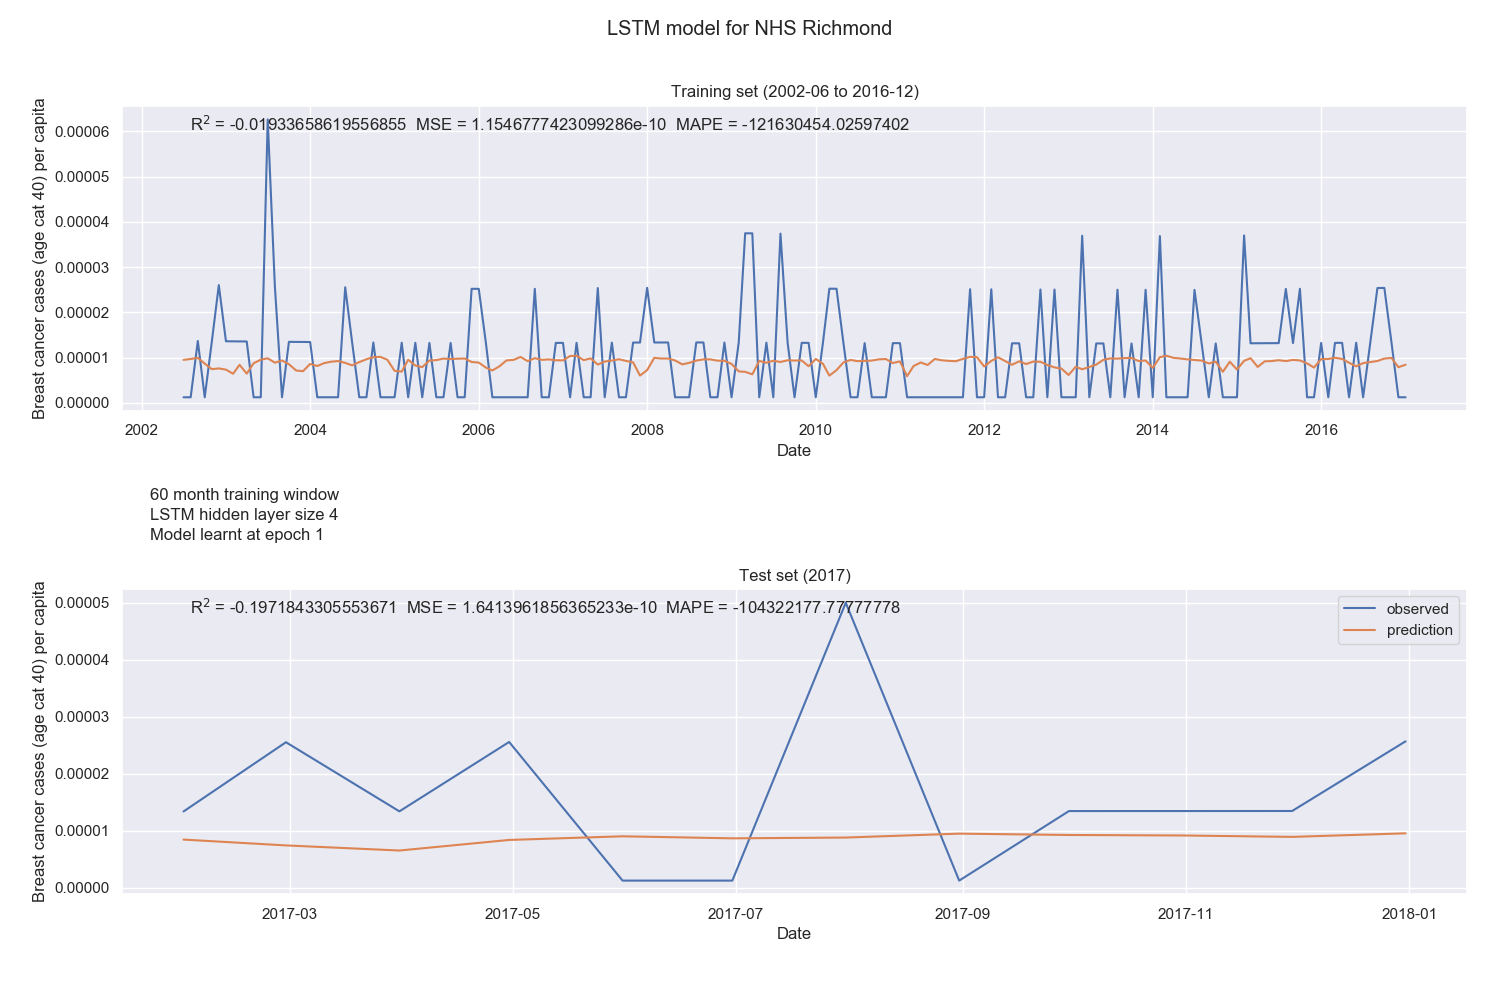 LSTM model for NHS Richmond
Training set (2002-06 to 2016-12)
R² = -0.01933658619556855 MSE = 1.1546777423099286e-10 MAPE = -121630454.02597402
Breast cancer cases (age cat 40) per capita
0.00006
0.00005
0.00004
0.00003
0.00002
0.00001
0.00000
2002 2004 2006 2008 2010 2012 2014 2016
Date
60 month training window
LSTM hidden layer size 4
Model learnt at epoch 1
Test set (2017)
R² = -0.1971843305553671 MSE = 1.6413961856365233e-10 MAPE = -104322177.77777778
observed
prediction
Breast cancer cases (age cat 40) per capita
0.00005
0.00004
0.00003
0.00002
0.00001
0.00000
2017-03 2017-05 2017-07 2017-09 2017-11 2018-01
Date